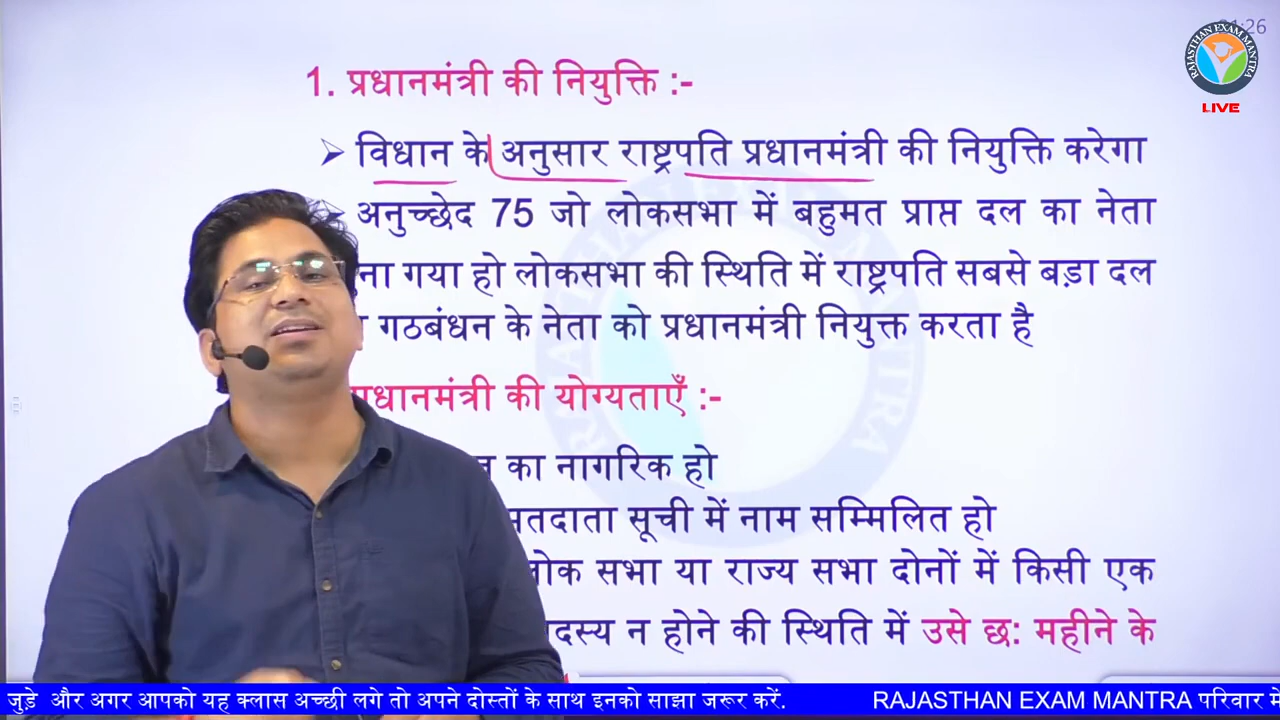 1. प्रधानमंत्री की नियुक्ति :-
विधान के अनुसार राष्ट्रपति प्रधानमंत्री की नियुक्ति करेगा
अनुच्छेद 75 जो लोकसभा में बहुमत प्राप्त दल का नेता
गया हो लोकसभा की स्थिति में राष्ट्रपति सबसे बड़ा दल
गठबंधन के नेता को प्रधानमंत्री नियुक्त करता है
प्रधानमंत्री की योग्यताएँ :-
का नागरिक हो
मतदाता सूची में नाम सम्मिलित हो
लोक सभा या राज्य सभा दोनों में किसी एक
सदस्य न होने की स्थिति में उसे छ: महीने के
RAJASTHAN EXAM MANTRA
LIVE
जुड़े और अगर आपको यह क्लास अच्छी लगे तो अपने दोस्तों के साथ इनको साझा जरूर करें. RAJASTHAN EXAM MANTRA परिवार में